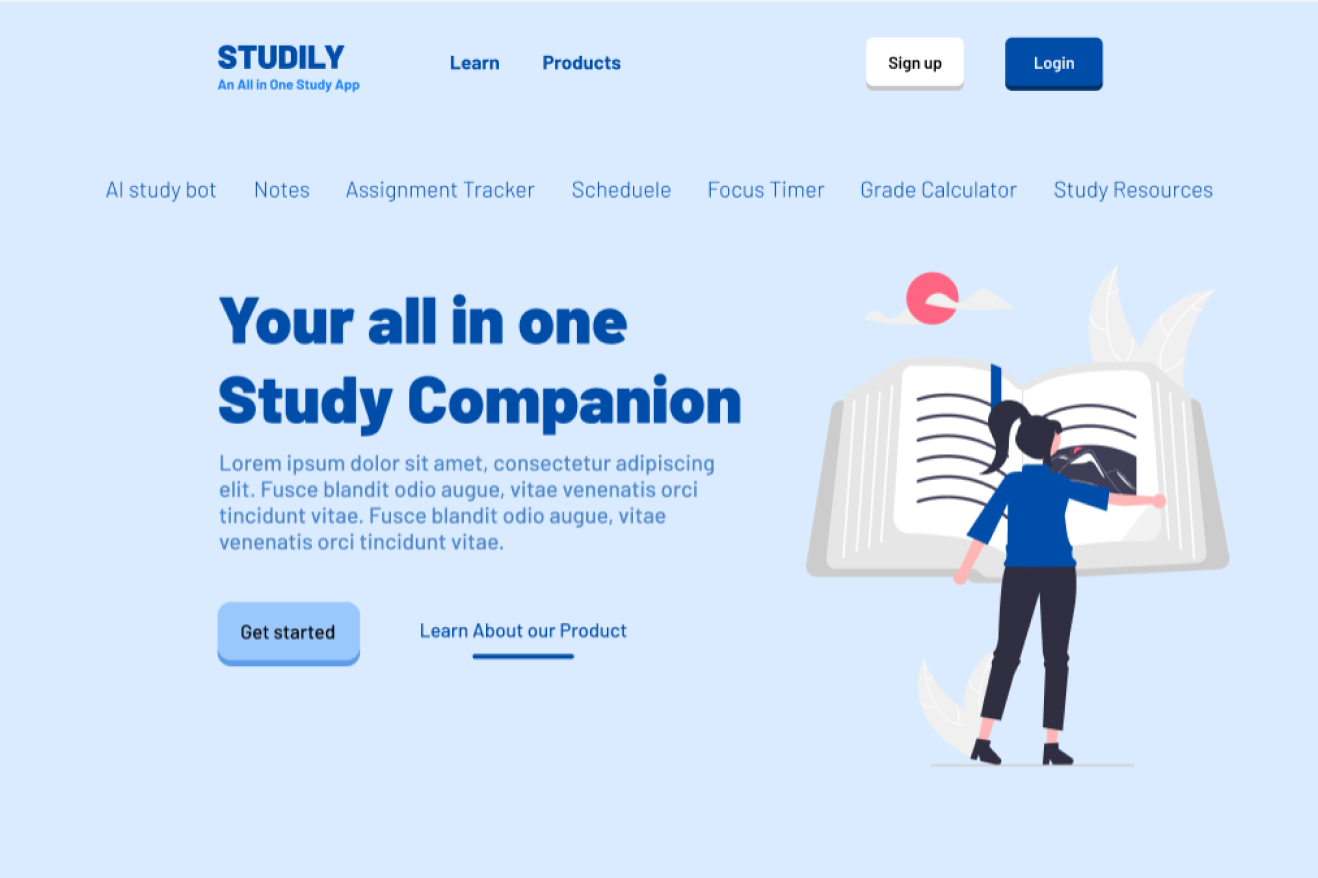 STUDILY
An All in One Study App
Learn
Products
Sign up
Login
AI study bot
Notes
Assignment Tracker
Scheduele
Focus Timer
Grade Calculator
Study Resources
Your all in one
Study Companion
Lorem ipsum dolor sit amet, consectetur adipiscing
elit. Fusce blandit odio augue, vitae venenatis orci
tincidunt vitae. Fusce blandit odio augue, vitae
venenatis orci tincidunt vitae.
Get started
Learn About our Product